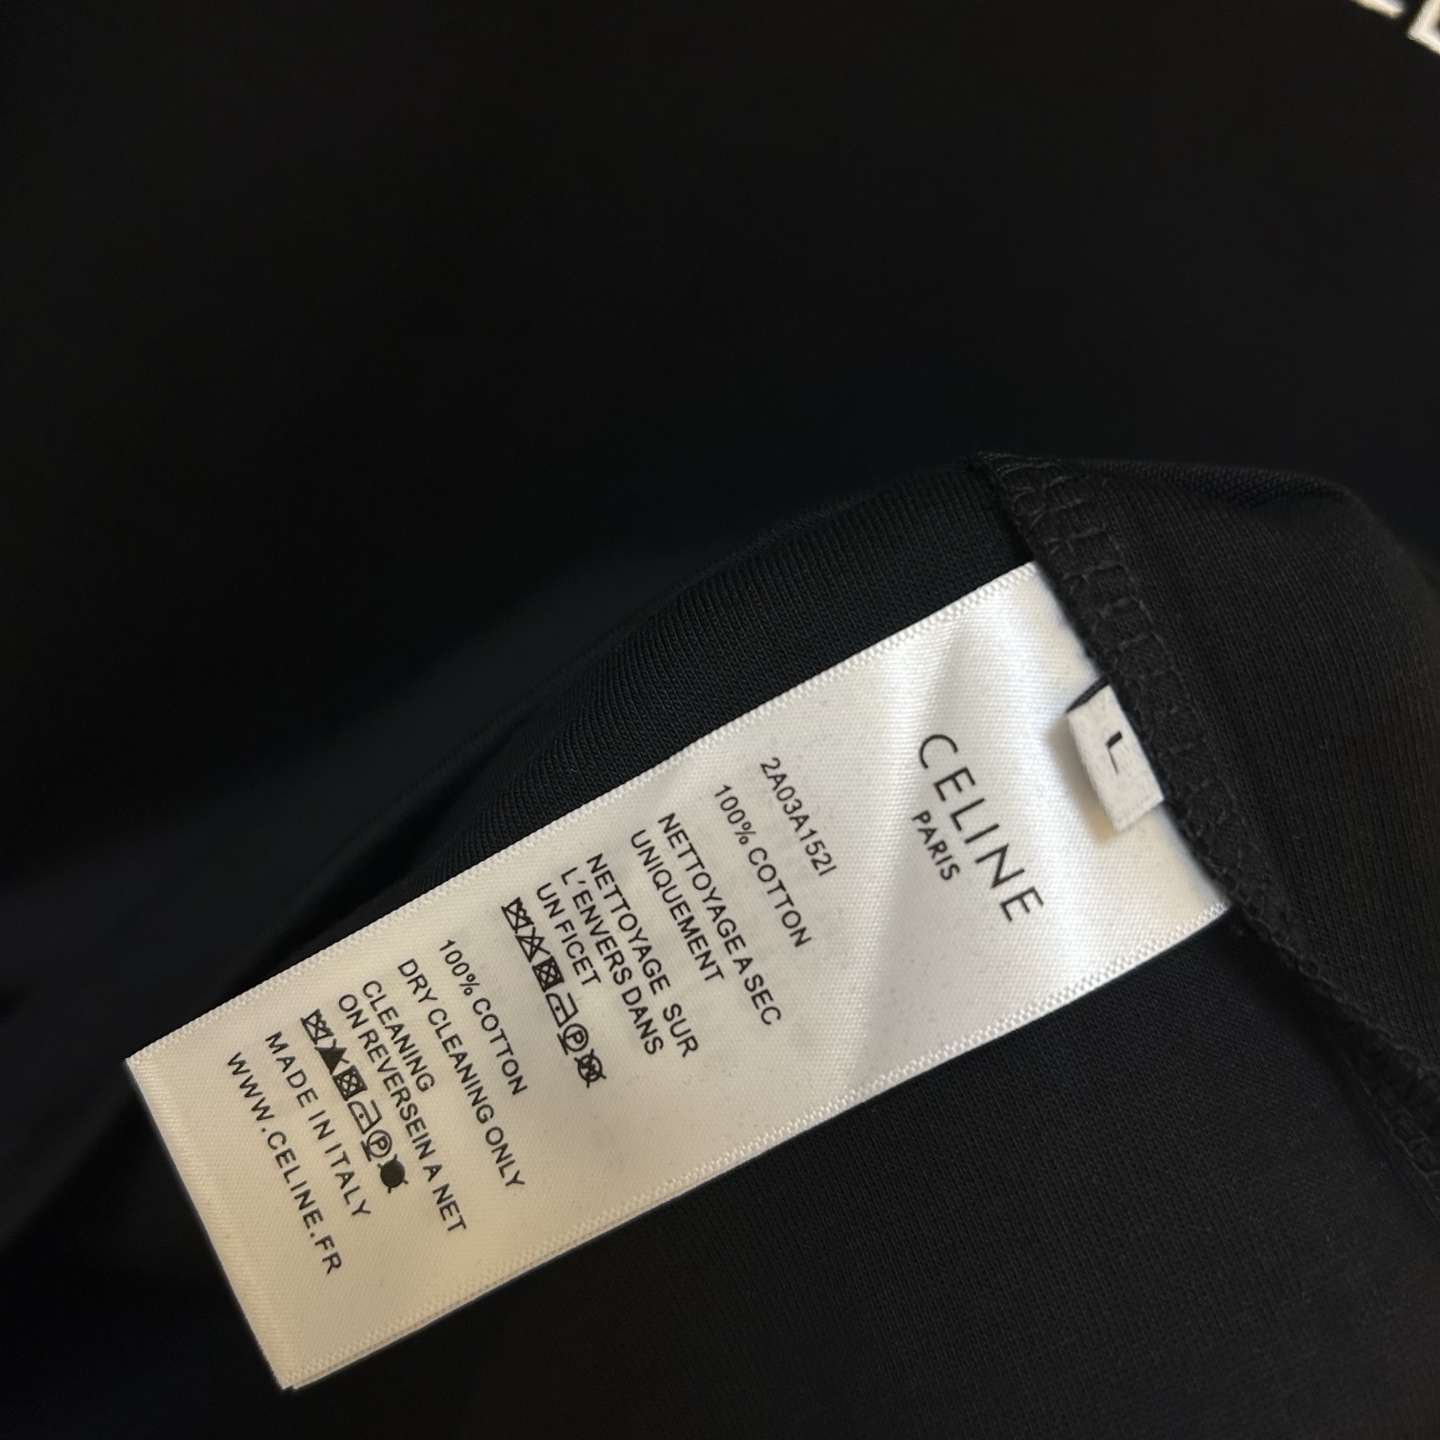 L
CELINE
PARIS
2A03A152I
100% COTTON
NETTOYAGE A SEC
UNIQUEMENT
NETTOYAGE SUR
L'ENVERS DANS
UN FICET
100% COTTON
DRY CLEANING ONLY
CLEANING
ON REVERSEIN A NET
MADE IN ITALY
WWW.CELINE.FR